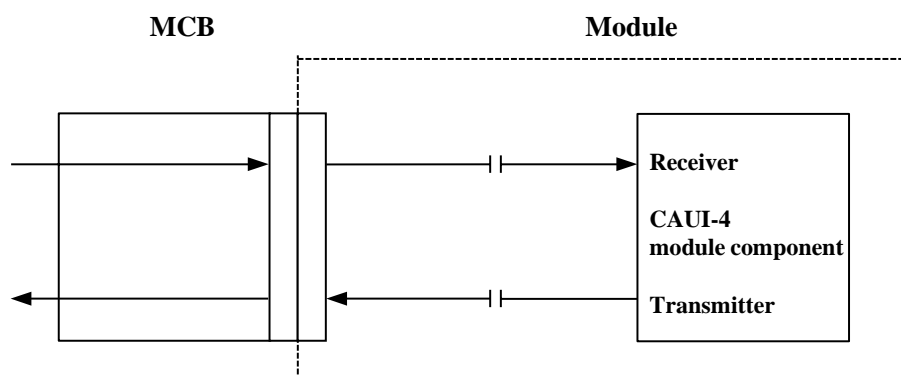 MCB
Module
Receiver
CAUI-4
module component
Transmitter